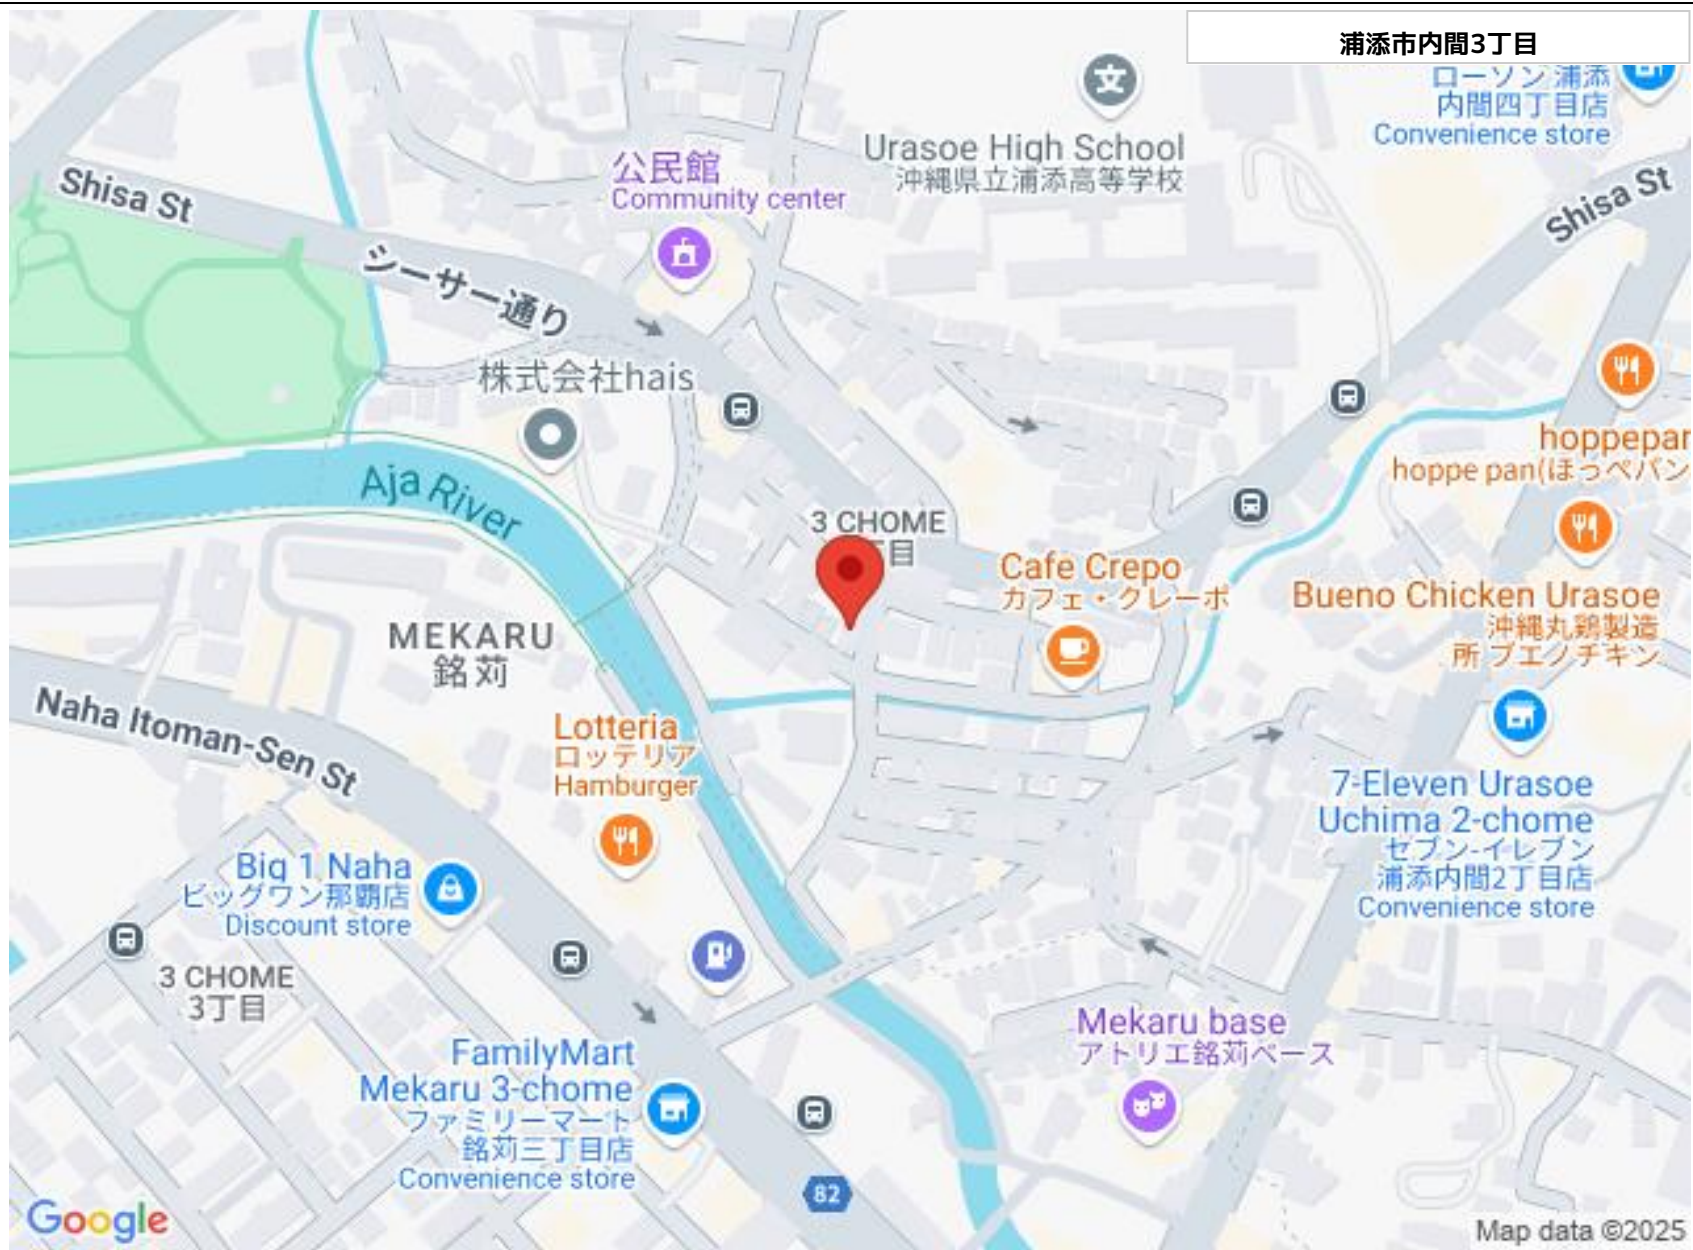 浦添市内間3丁目
ローソン 浦添
内間四丁目店
Convenience store
Urasoe High School
沖縄県立浦添高等学校
公民館
Community center
Shisa St
Shisa St
シーサー通り
株式会社hais
Aja River
3 CHOME
目
hoppepan
hoppe pan(ほっぺパン
Cafe Crepo
カフェ・クレーポ
Bueno Chicken Urasoe
沖縄丸鶏製造
所 ブエノチキン
MEKARU
銘苅
Naha Itoman-Sen St
Lotteria
ロッテリア
Hamburger
7-Eleven Urasoe
Uchima 2-chome
セブン-イレブン
浦添内間2丁目店
Convenience store
Big 1 Naha
ビッグワン那覇店
Discount store
3 CHOME
3丁目
Mekaru base
アトリエ銘苅ベース
FamilyMart
Mekaru 3-chome
ファミリーマート
銘苅三丁目店
Convenience store
82
Google
Map data ©2025